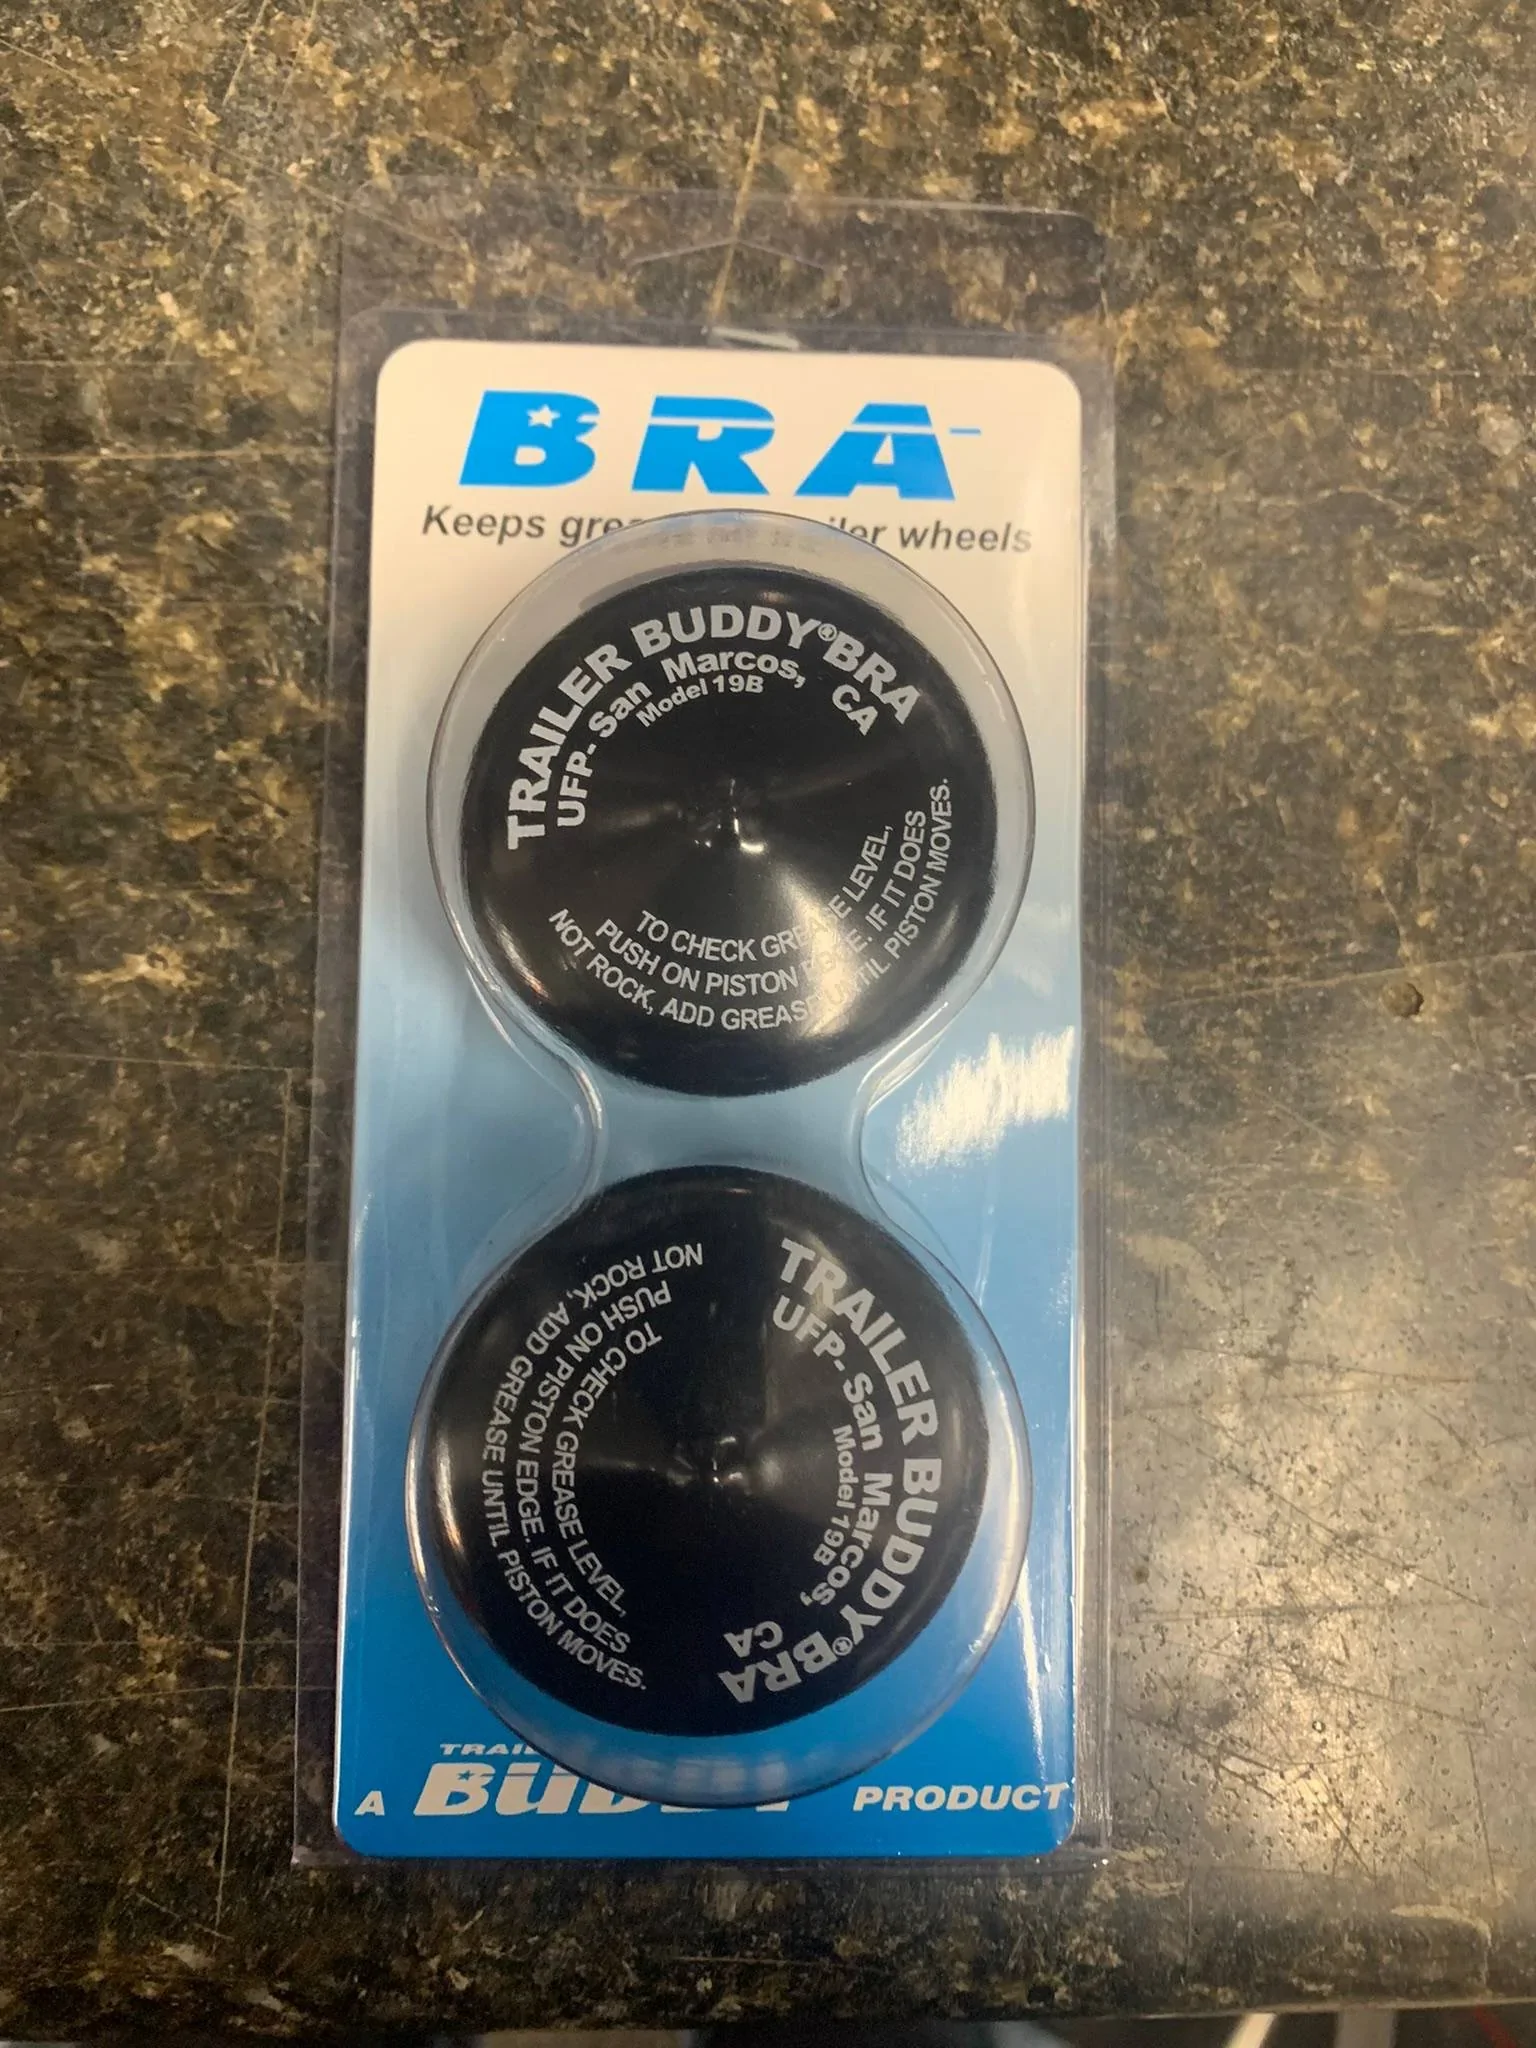 BRA
Keeps wheels
TRAILER BUDDY® BRA
UFP- San Marcos, CA
Model 19B
TO CHECK GREASE LEVEL,
PUSH ON PISTON EDGE. IF IT DOES
NOT ROCK, ADD GREASE UNTIL PISTON MOVES.
TRAILER BUDDY® BRA
UFP- San Marcos, CA
Model 19B
TO CHECK GREASE LEVEL,
PUSH ON PISTON EDGE. IF IT DOES
NOT ROCK, ADD GREASE UNTIL PISTON MOVES.
TRAILER
A BUDDY PRODUCT